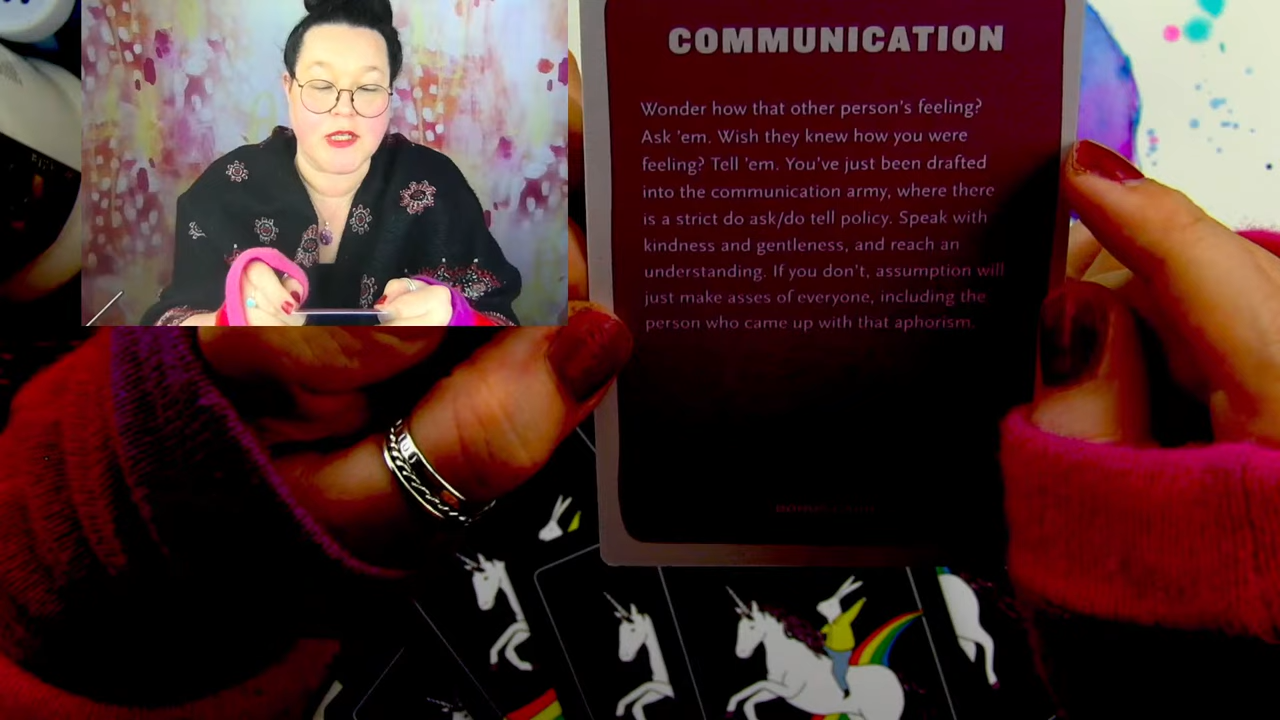 COMMUNICATION
Wonder how that other person's feeling?
Ask 'em. Wish they knew how you were
feeling? Tell 'em. You've just been drafted
into the communication army, where there
is a strict do ask/do tell policy. Speak with
kindness and gentleness, and reach an
understanding. If you don't, assumption will
just make asses of everyone, including the
person who came up with that aphorism.